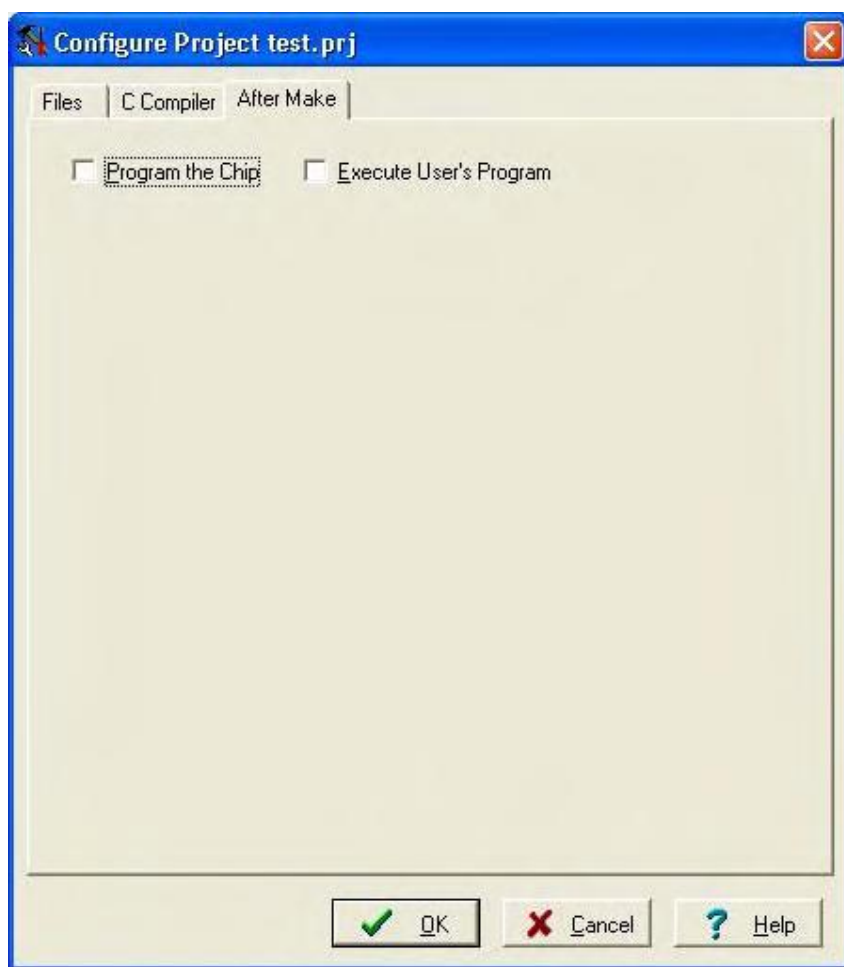 Configure Project test.prj
Files C Compiler After Make
Program the Chip Execute User's Program
OK Cancel Help